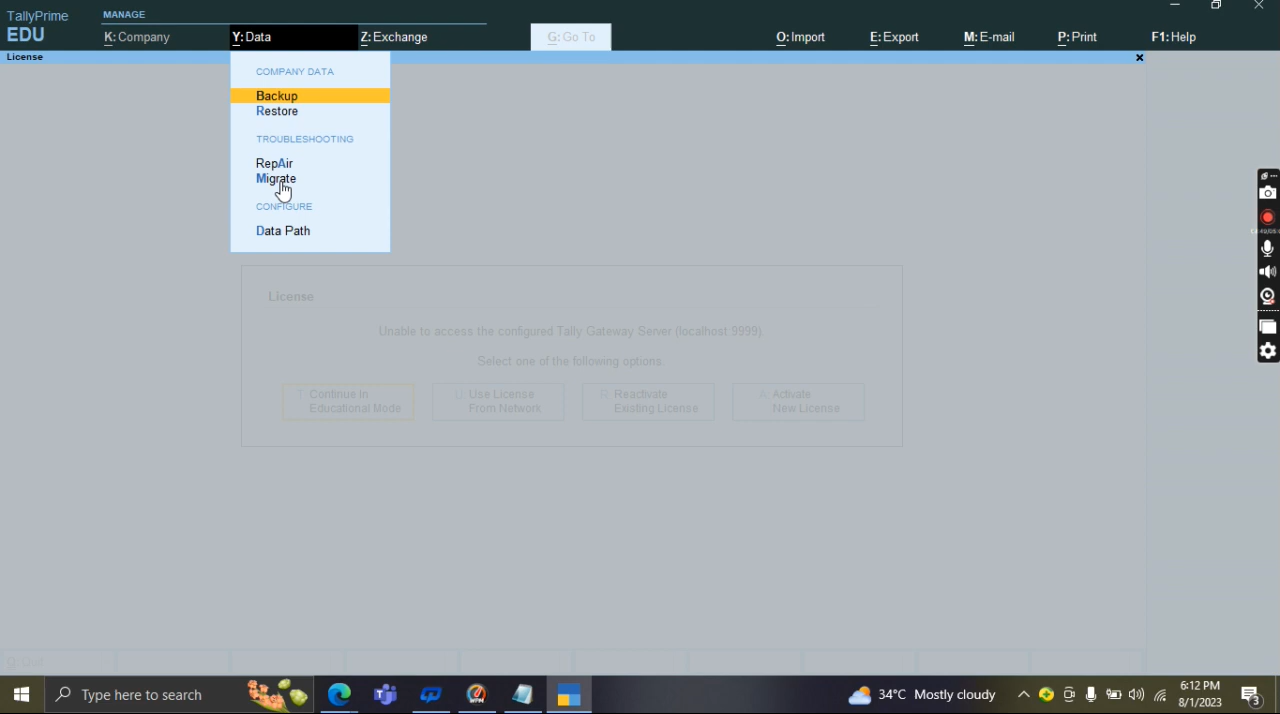 TallyPrime
EDU
MANAGE
K: Company
Y: Data
Z: Exchange
G: Go To
O: Import
E: Export
M: E-mail
P: Print
F1: Help
License
COMPANY DATA
Backup
Restore
TROUBLESHOOTING
RepAir
Migrate
CONFIGURE
Data Path
License
Unable to access the configured Tally Gateway Server (localhost:9999).
Select one of the following options.
T: Continue In
Educational Mode
U: Use License
From Network
R: Reactivate
Existing License
A: Activate
New License
Q: Quit
Type here to search
34°C Mostly cloudy
6:12 PM
8/1/2023
3